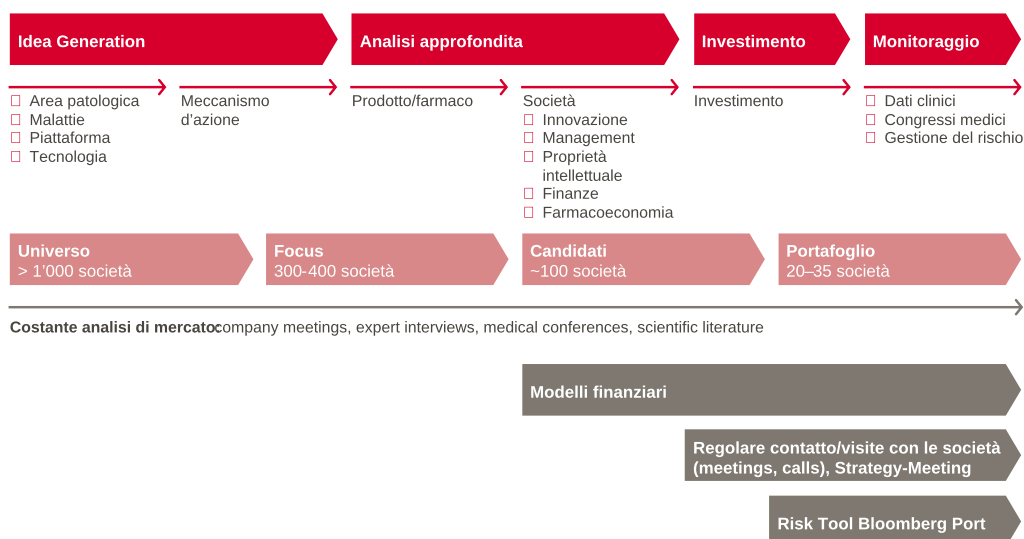 Idea Generation
Analisi approfondita
Investimento
Monitoraggio
Area patologica
Malattie
Piattaforma
Tecnologia
Meccanismo
d’azione
Prodotto/farmaco
Società
Innovazione
Management
Proprietà
intellettuale
Finanze
Farmacoeconomia
Investimento
Dati clinici
Congressi medici
Gestione del rischio
Universo
> 1’000 società
Focus
300-400 società
Candidati
~100 società
Portafoglio
20–35 società
Costante analisi di mercato: company meetings, expert interviews, medical conferences, scientific literature
Modelli finanziari
Regolare contatto/visite con le società
(meetings, calls), Strategy-Meeting
Risk Tool Bloomberg Port